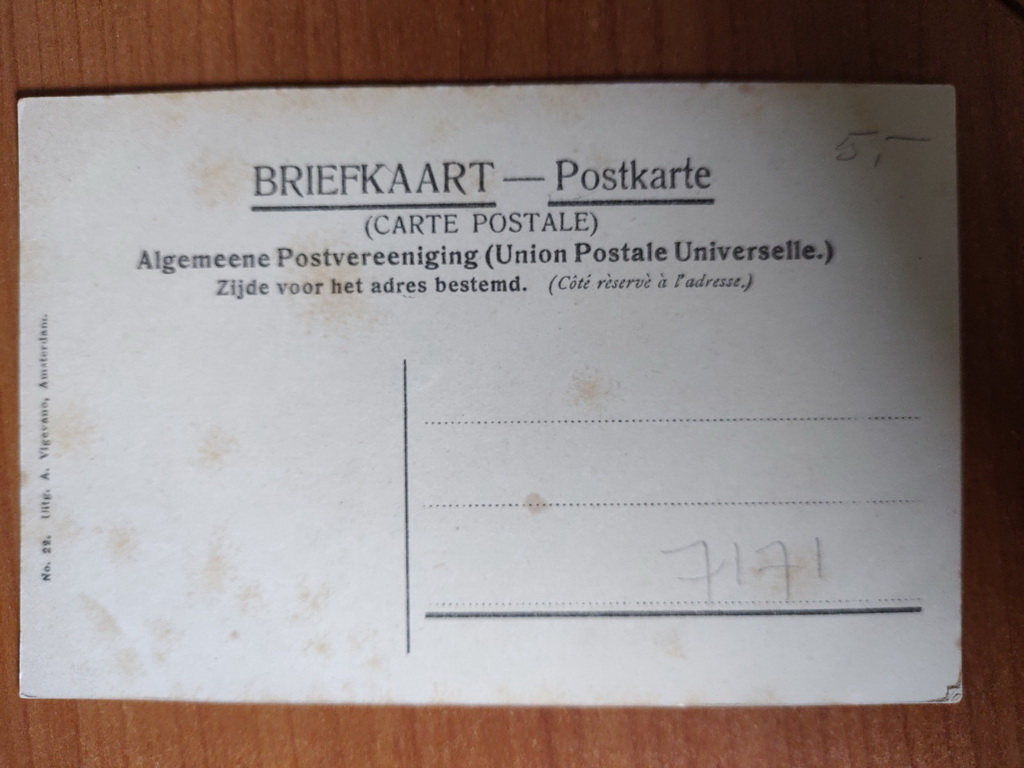 5,—
BRIEFKAART — Postkarte
(CARTE POSTALE)
Algemeene Postvereeniging (Union Postale Universelle.)
Zijde voor het adres bestemd. (Côté rèservè à l'adresse.)
No. 22. Uitg. A. Vigevano, Amsterdam.
7171